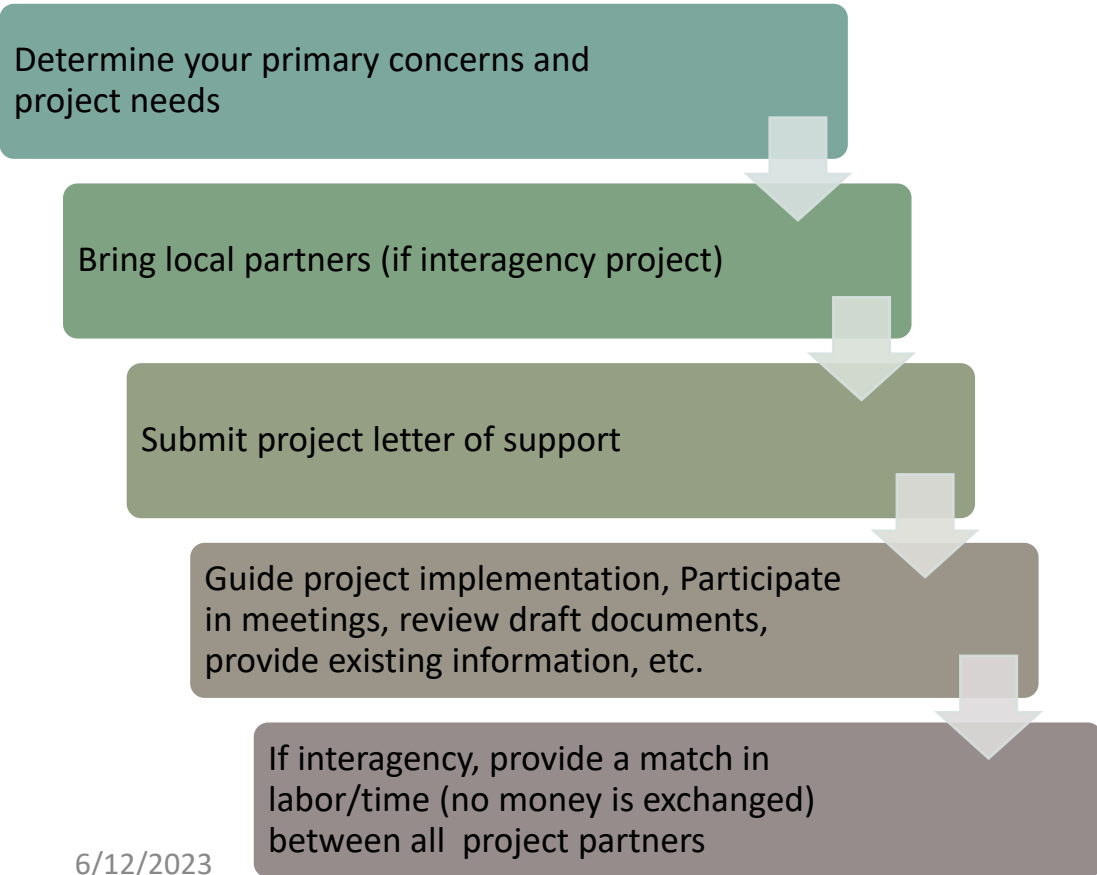 Determine your primary concerns and
project needs
Bring local partners (if interagency project)
Submit project letter of support
Guide project implementation, Participate
in meetings, review draft documents,
provide existing information, etc.
If interagency, provide a match in
labor/time (no money is exchanged)
between all  project partners
6/12/2023